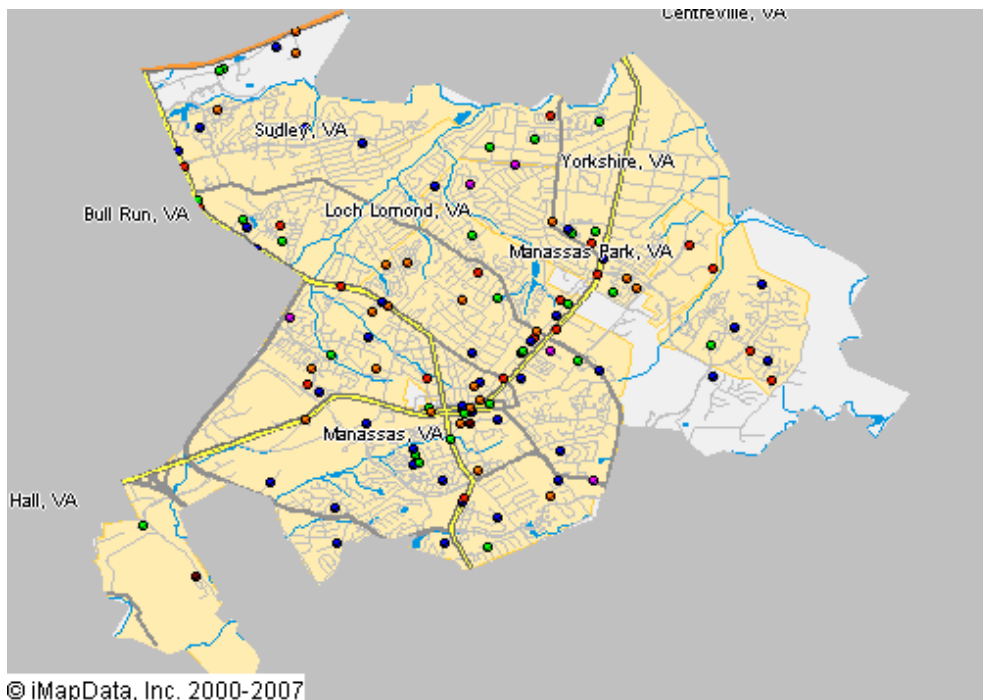 Centreville, VA
Sudley, VA
Yorkshire, VA
Bull Run, VA
Loch Lomond, VA
Manassas Park, VA
Manassas, VA
Hall, VA
© iMapData, Inc. 2000-2007